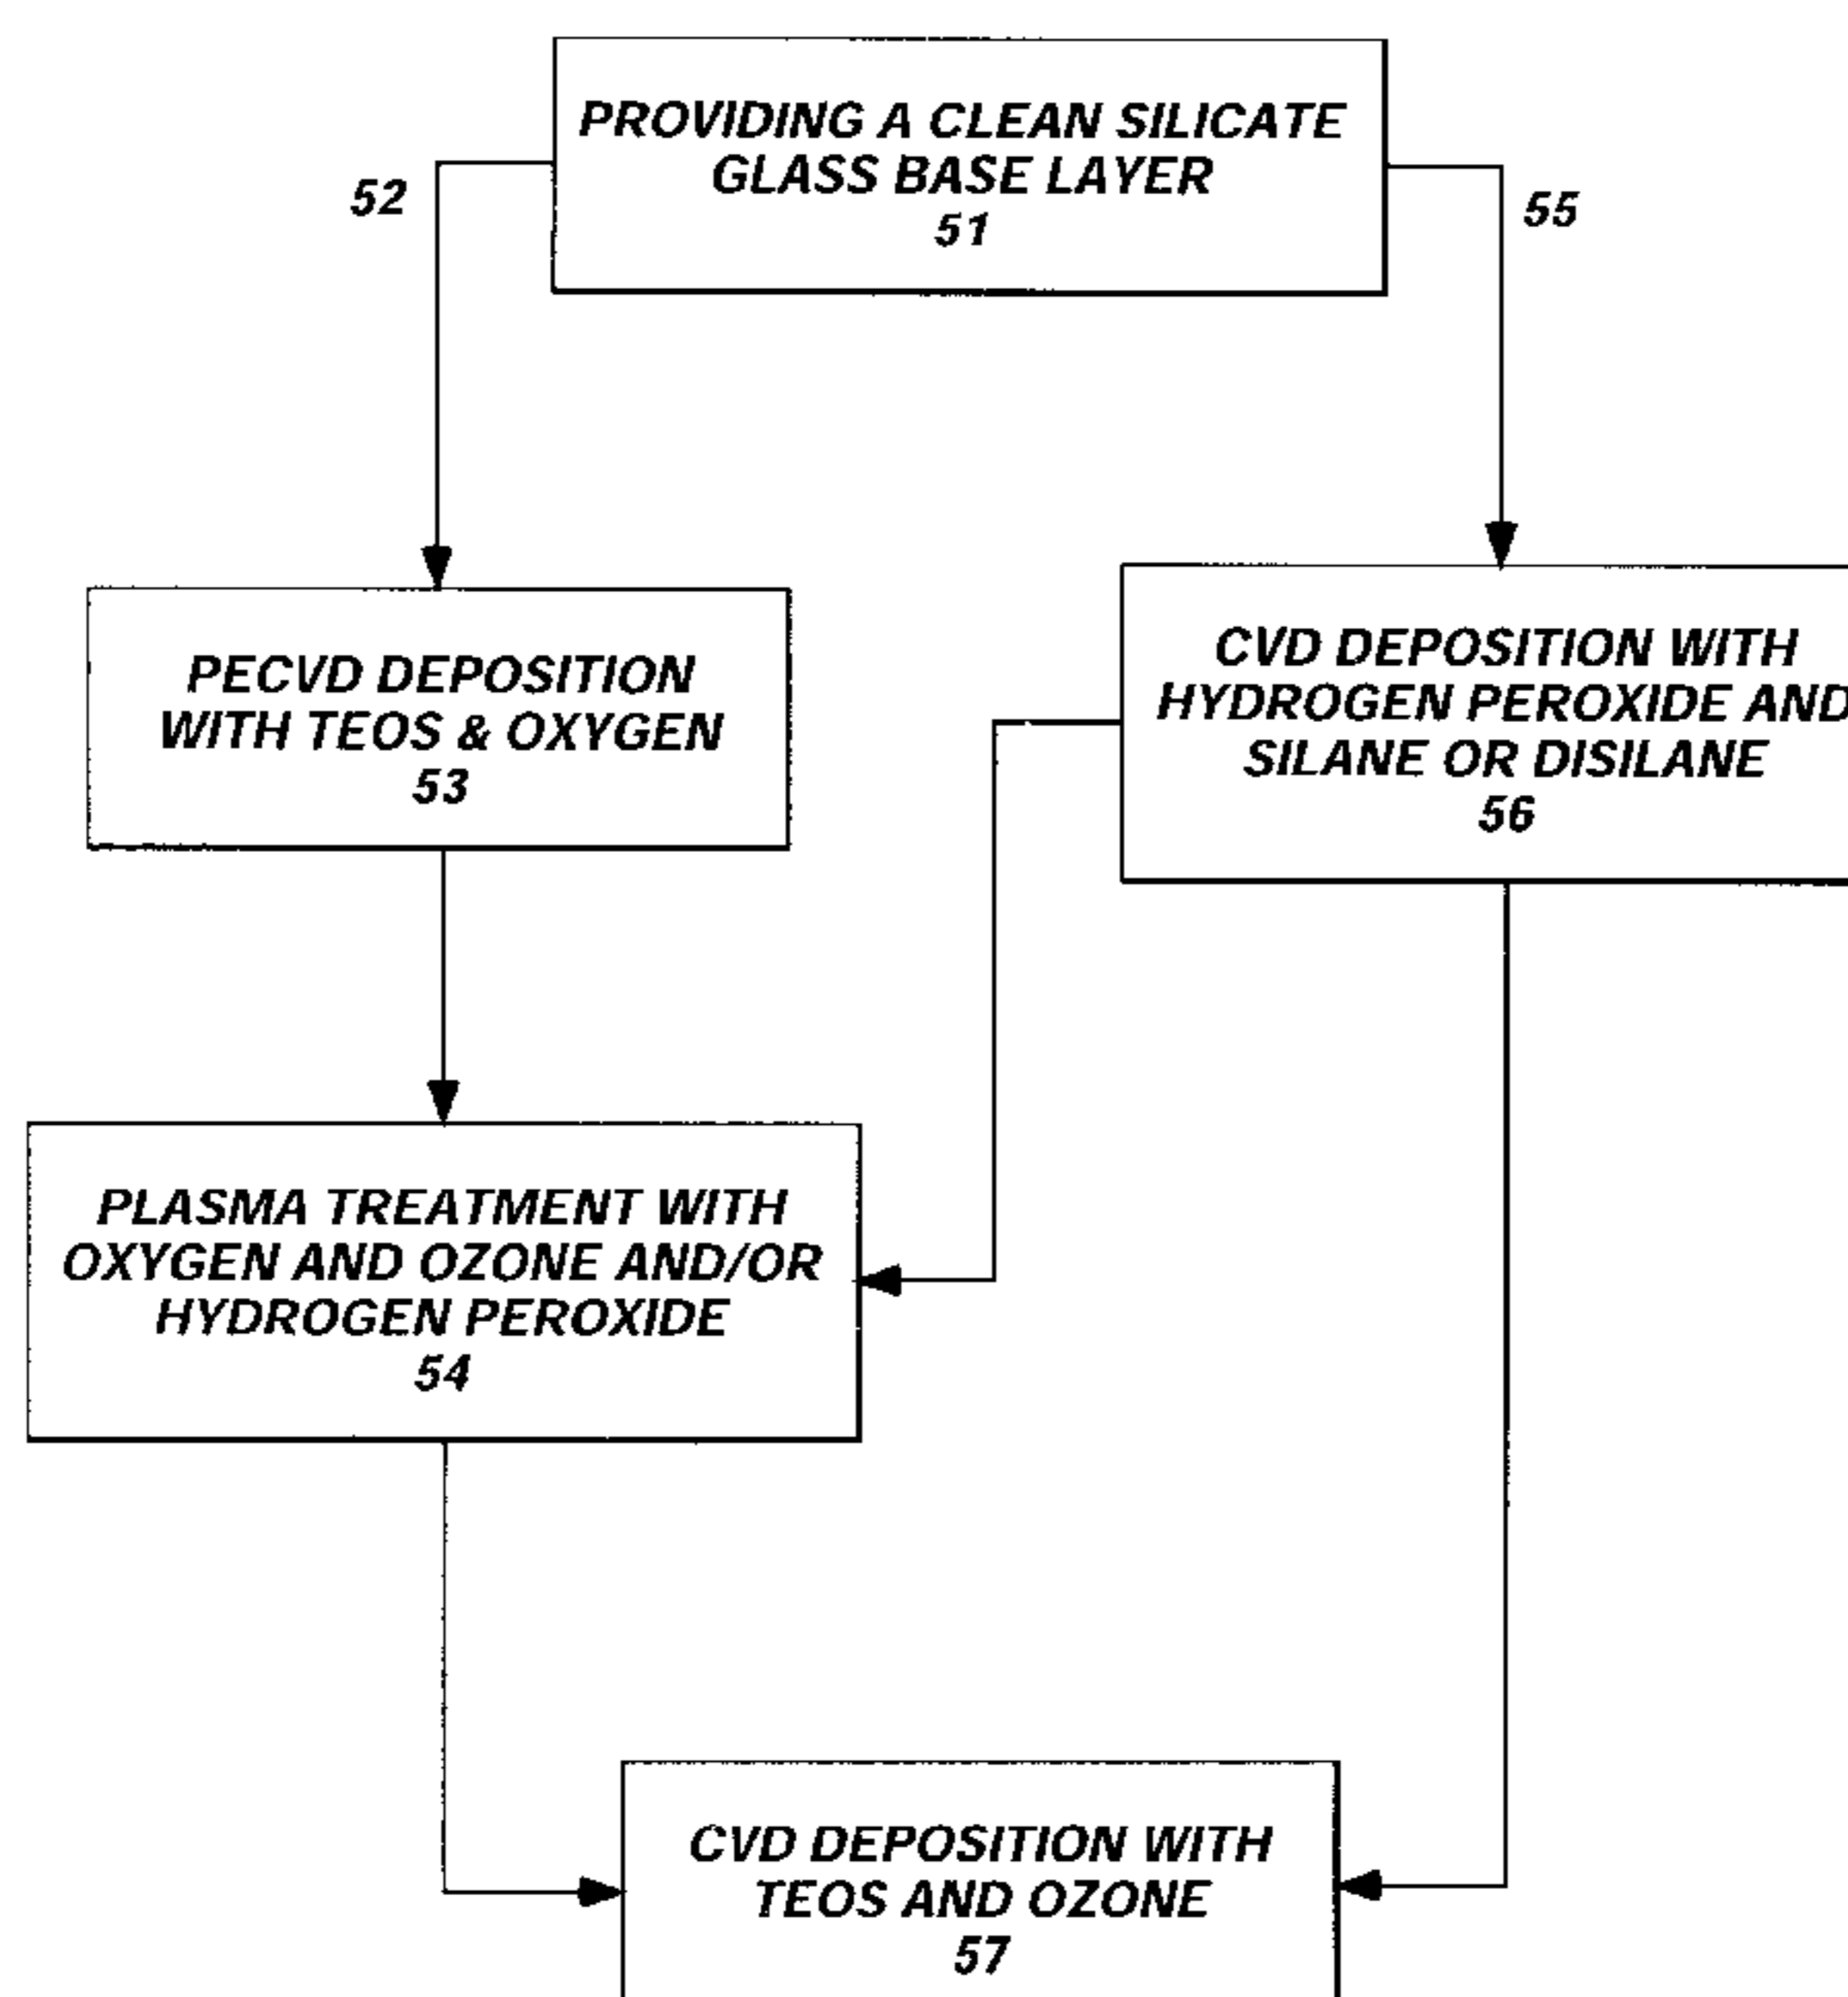 PROVIDING A CLEAN SILICATE
GLASS BASE LAYER
51
52
55
PECVD DEPOSITION
WITH TEOS & OXYGEN
53
CVD DEPOSITION WITH
HYDROGEN PEROXIDE AND
SILANE OR DISILANE
56
PLASMA TREATMENT WITH
OXYGEN AND OZONE AND/OR
HYDROGEN PEROXIDE
54
CVD DEPOSITION WITH
TEOS AND OZONE
57